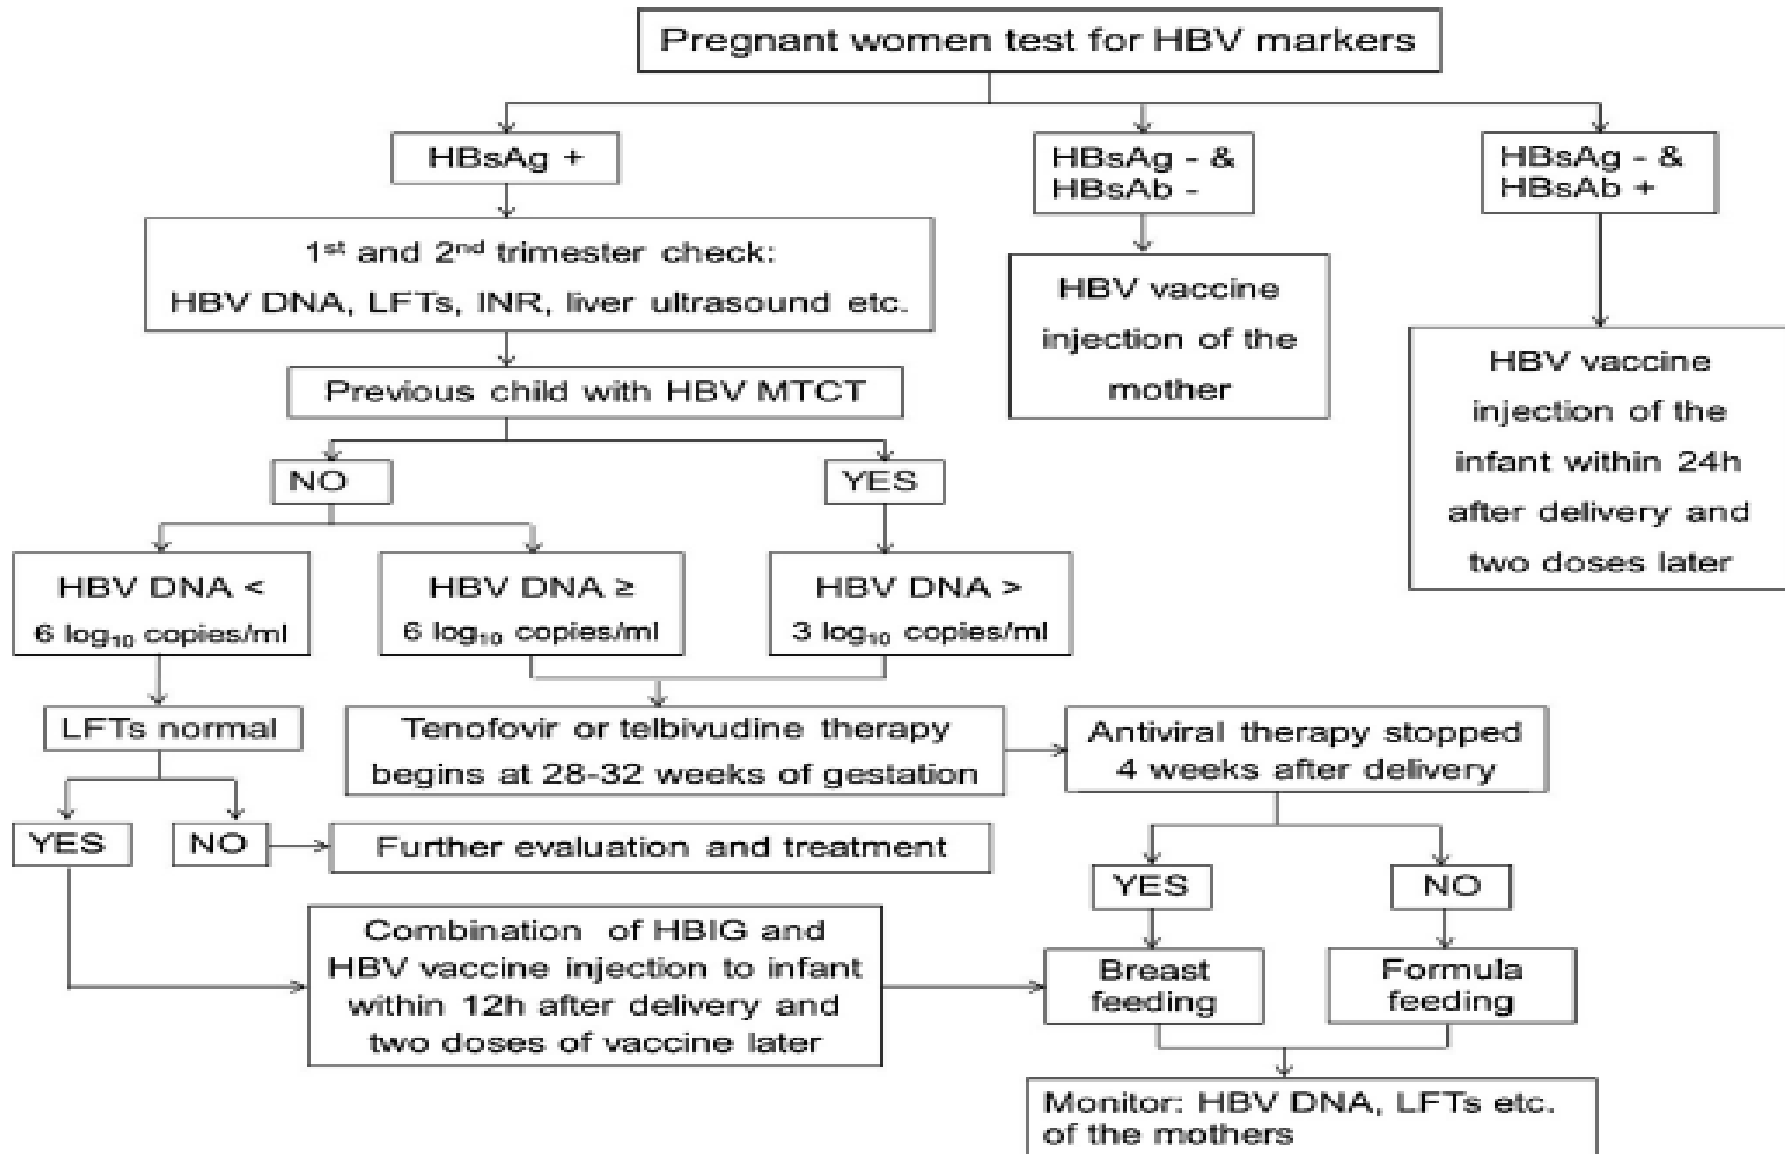 Pregnant women test for HBV markers
HBsAg +
HBsAg - &
HBsAb -
HBsAg - &
HBsAb +
1st and 2nd trimester check:
HBV DNA, LFTs, INR, liver ultrasound etc.
HBV vaccine
injection of the
mother
HBV vaccine
injection of the
infant within 24h
after delivery and
two doses later
Previous child with HBV MTCT
NO
YES
HBV DNA <
6 log₁₀ copies/ml
HBV DNA ≥
6 log₁₀ copies/ml
HBV DNA >
3 log₁₀ copies/ml
LFTs normal
Tenofovir or telbivudine therapy
begins at 28-32 weeks of gestation
Antiviral therapy stopped
4 weeks after delivery
YES
NO
Further evaluation and treatment
YES
NO
Combination of HBIG and
HBV vaccine injection to infant
within 12h after delivery and
two doses of vaccine later
Breast
feeding
Formula
feeding
Monitor: HBV DNA, LFTs etc.
of the mothers